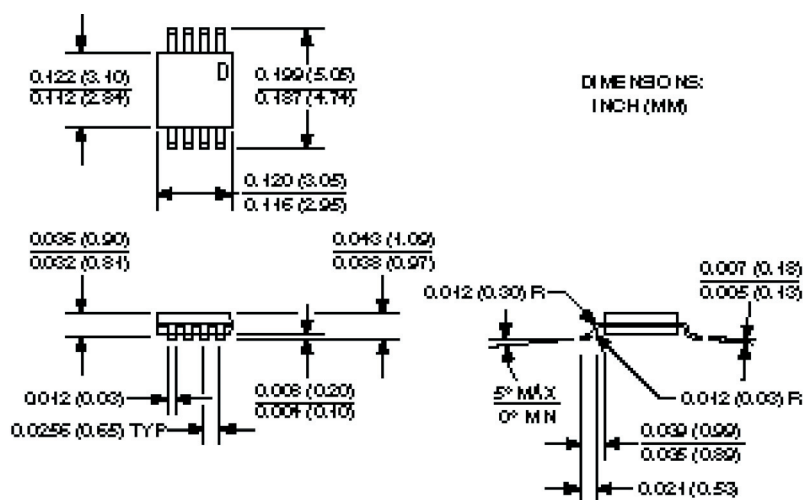 0.122 (3.10)
0.112 (2.84)
D
0.199 (5.05)
0.187 (4.74)
DIMENSIONS:
INCH (MM)
0.120 (3.05)
0.116 (2.95)
0.036 (0.90)
0.032 (0.81)
0.043 (1.09)
0.038 (0.97)
0.007 (0.18)
0.005 (0.13)
0.012 (0.30) R
0.012 (0.03)
0.008 (0.20)
0.004 (0.10)
5° MAX
0° MIN
0.012 (0.03) R
0.0256 (0.65) TYP
0.039 (0.99)
0.035 (0.89)
0.021 (0.53)